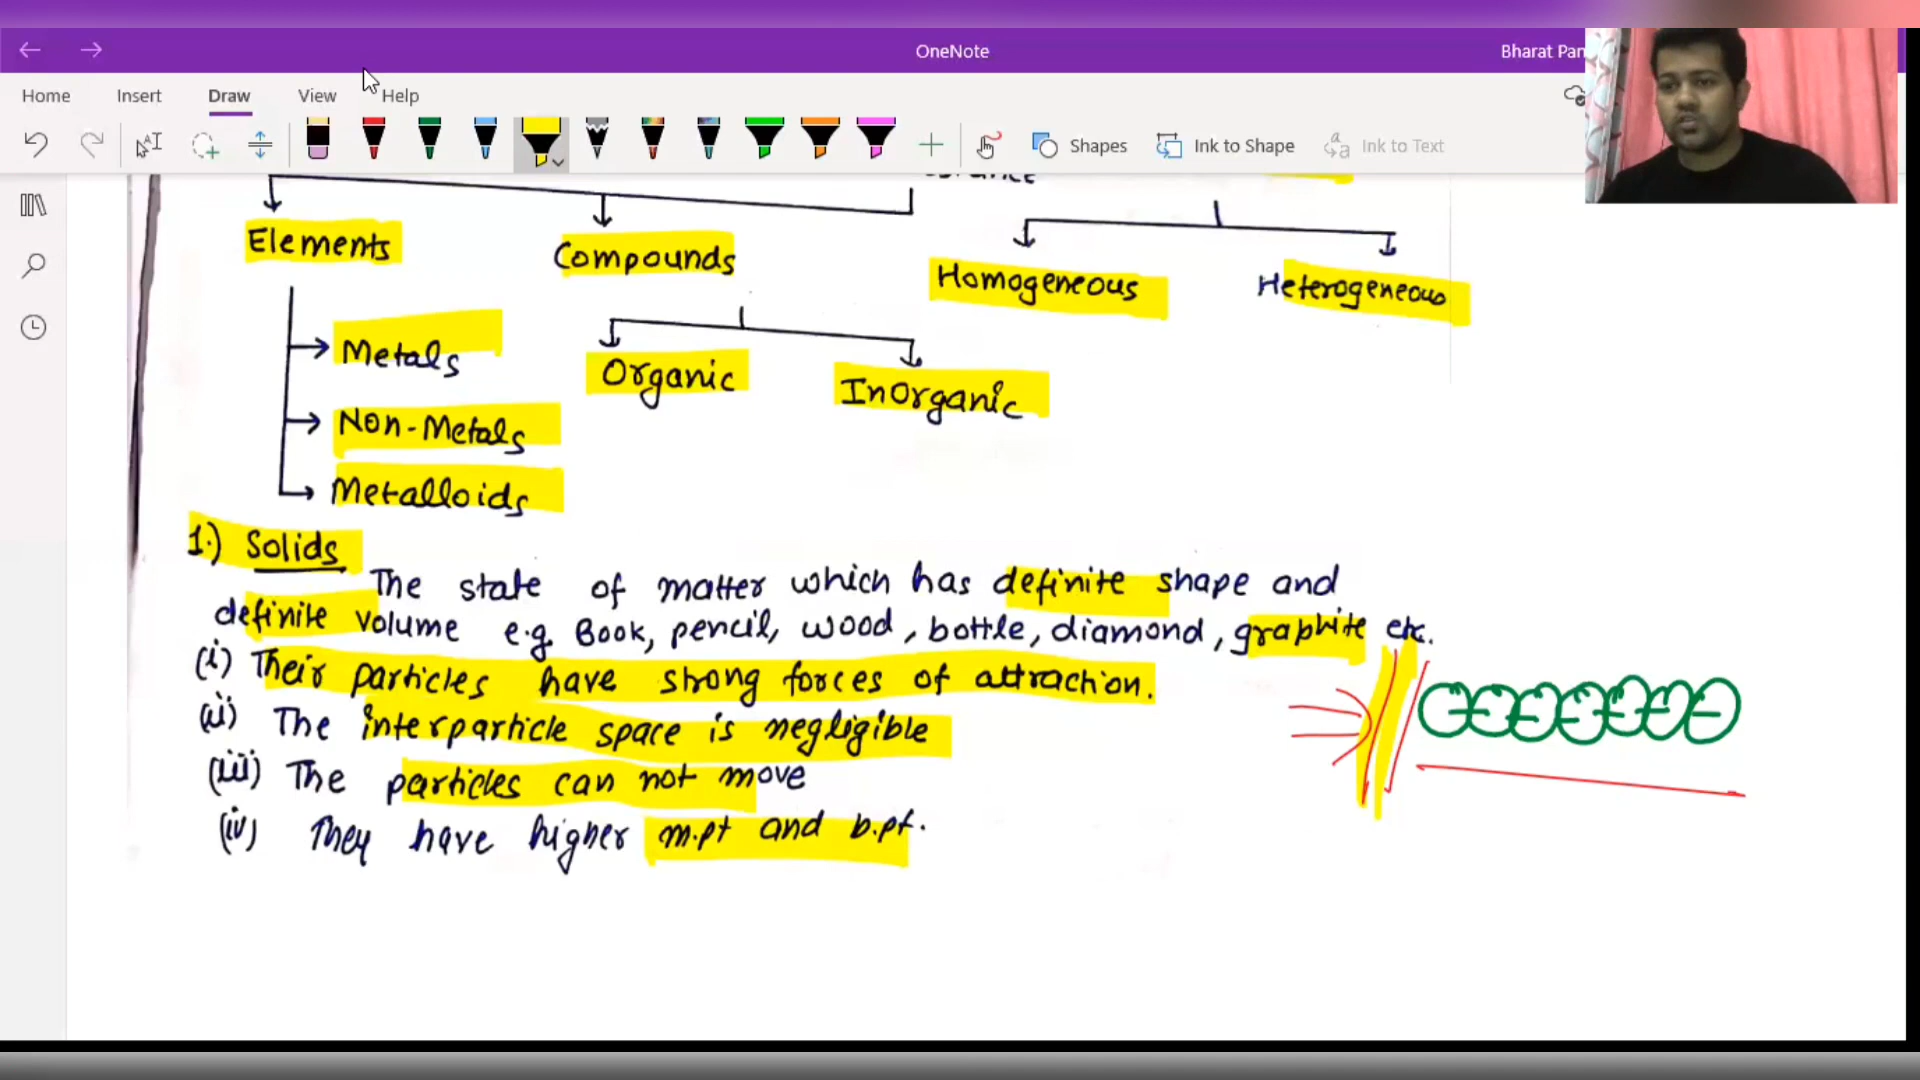 OneNote
Bharat Pan
Home Insert Draw View Help
Shapes Ink to Shape Ink to Text
Elements
Compounds
Homogeneous
Heterogeneous
Metals
Organic
InOrganic
Non-Metals
Metalloids
1.) Solids
The state of matter which has definite shape and
definite volume e.g. Book, pencil, wood, bottle, diamond, graphite etc.
(i) Their particles have strong forces of attraction.
(ii) The interparticle space is negligible
(iii) The particles can not move
(iv) They have higher m.pt and b.pt.